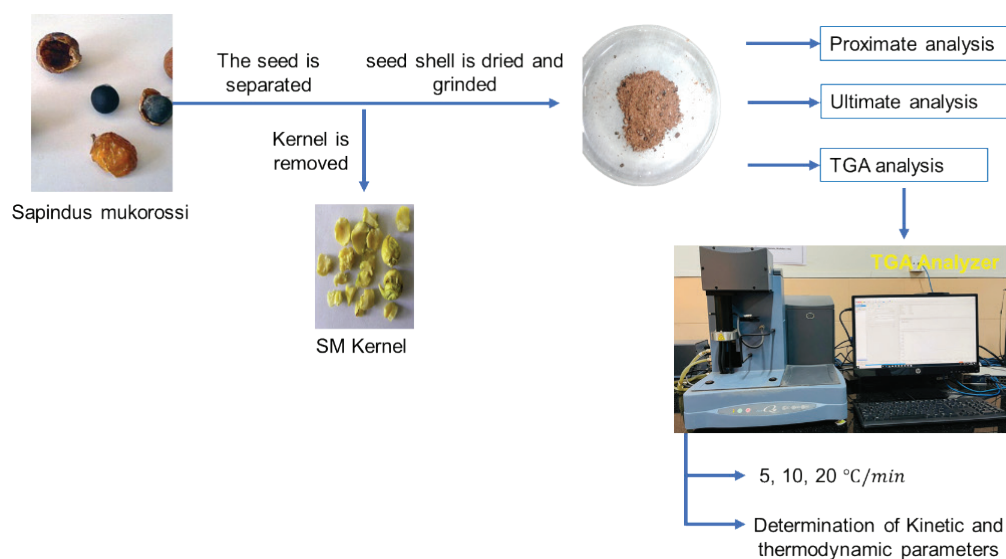 The seed is
separated
seed shell is dried and
grinded
Kernel is
removed
Sapindus mukorossi
SM Kernel
Proximate analysis
Ultimate analysis
TGA analysis
TGA Analyzer
5, 10, 20 °C/min
Determination of Kinetic and
thermodynamic parameters